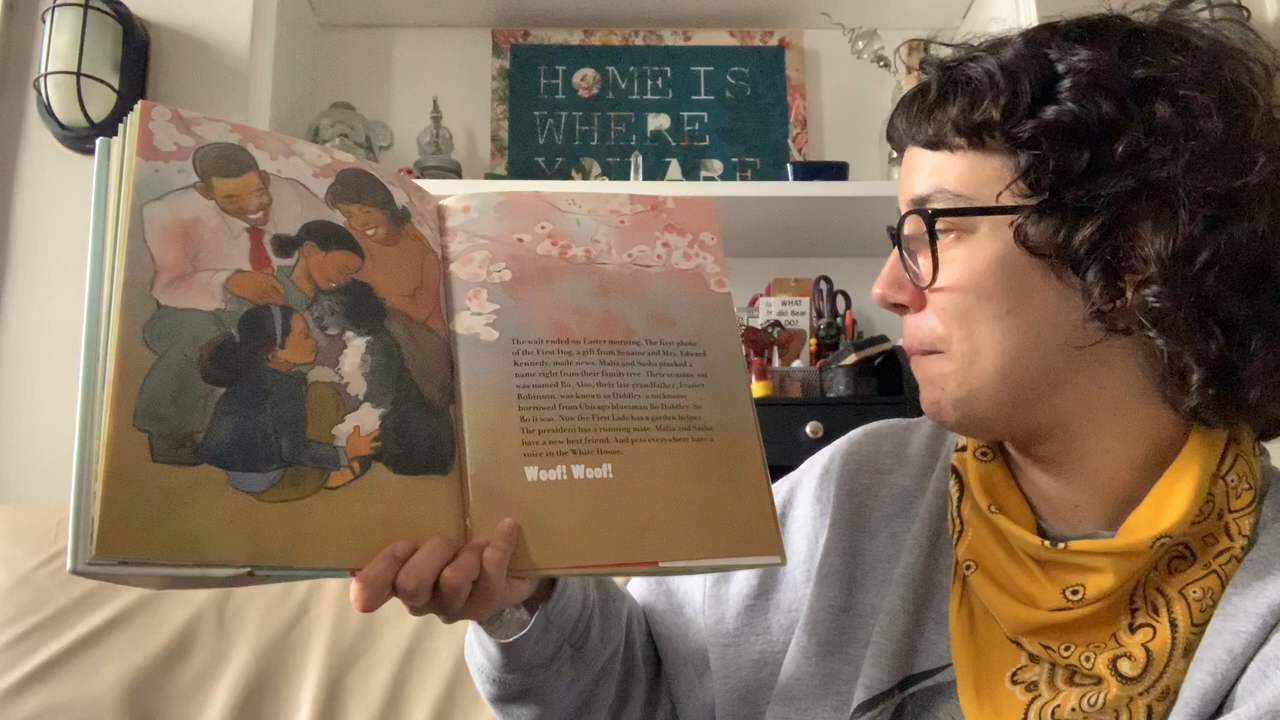 HOME IS
WHERE
YOU ARE
WHAT
did Bear
DO?
The wait ended on Easter morning. The first photo
of the First Dog, a gift from Senator and Mrs. Edward
Kennedy, made news. Malia and Sasha plucked a
name right from their family tree. Their cousins' cat
was named Bo. Also, their late grandfather, Fraser
Robinson, was known as Diddley, a nickname
borrowed from Chicago bluesman Bo Diddley. So
Bo it was. Now the First Lady has a garden helper.
The president has a running mate. Malia and Sasha
have a new best friend. And pets everywhere have a
voice in the White House.
Woof! Woof!